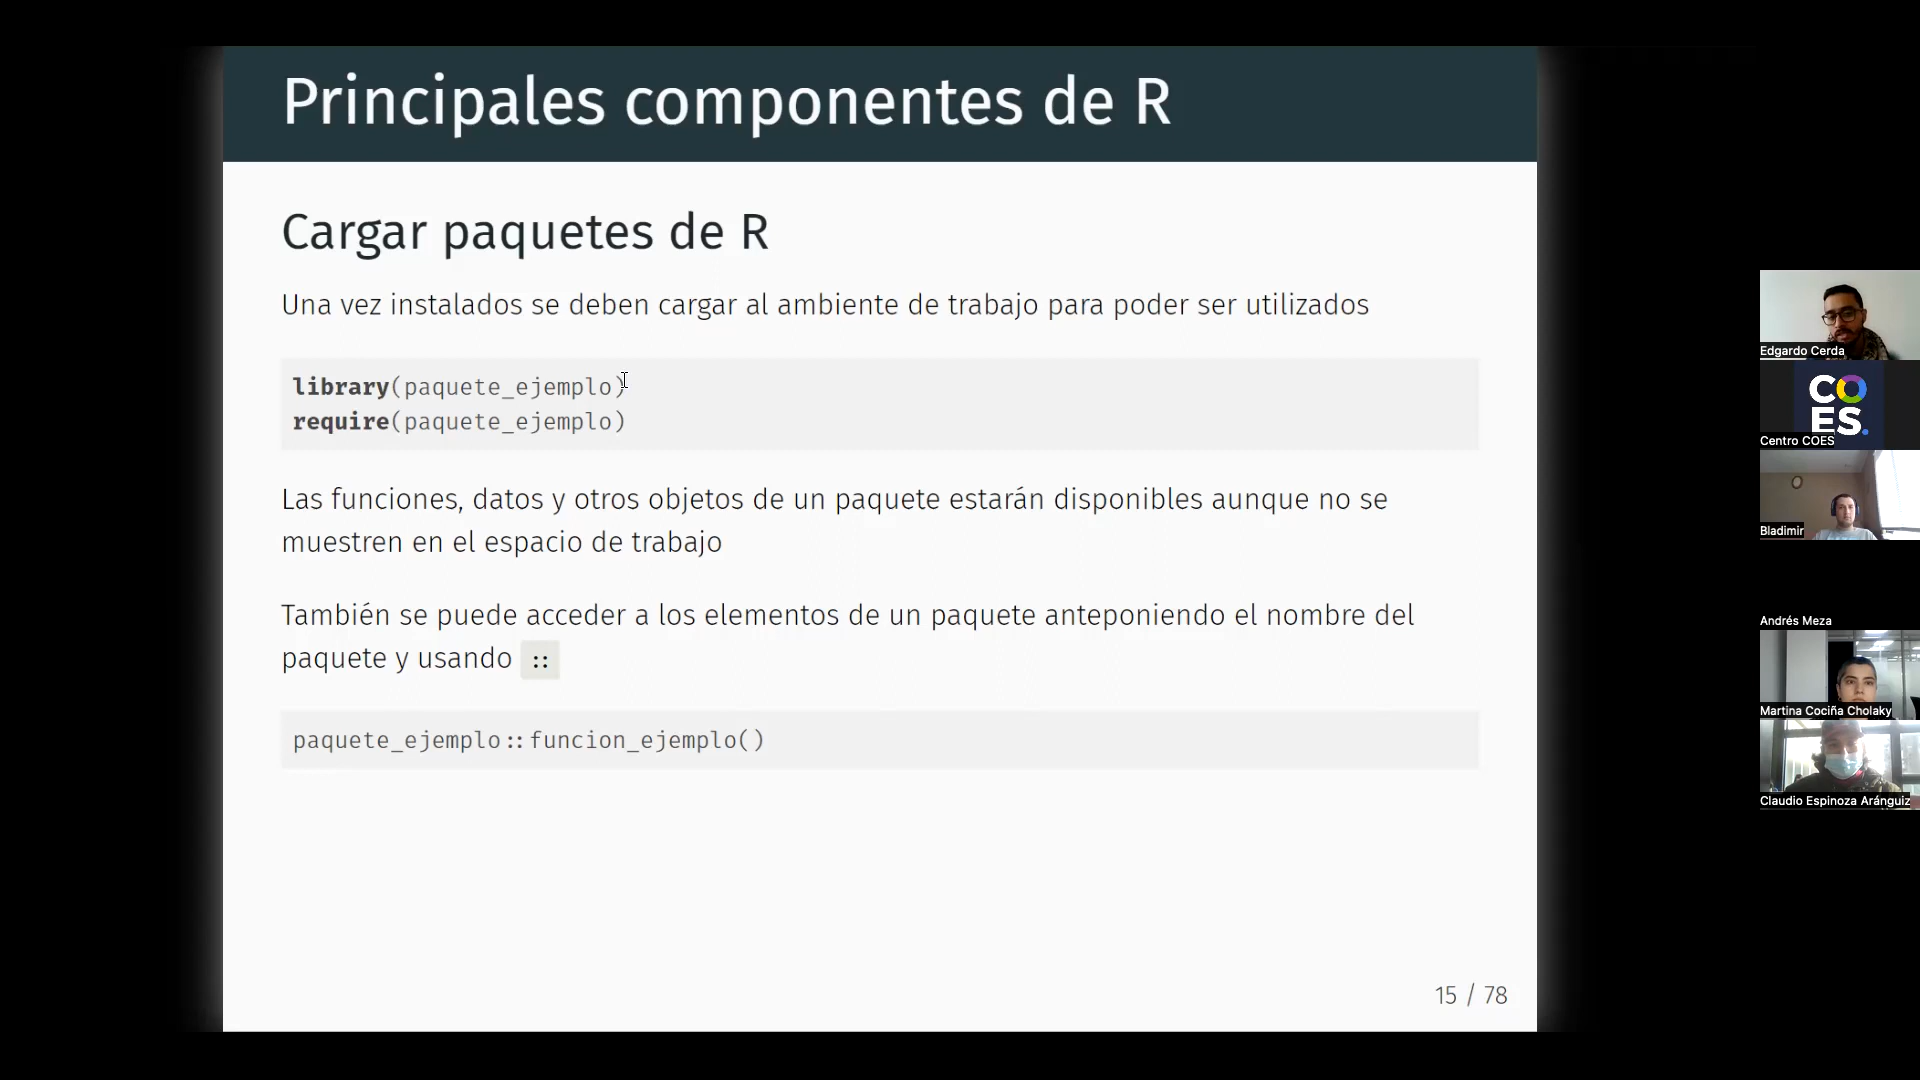 Principales componentes de R
Cargar paquetes de R
Una vez instalados se deben cargar al ambiente de trabajo para poder ser utilizados
library(paquete_ejemplo)
require(paquete_ejemplo)
Las funciones, datos y otros objetos de un paquete estarán disponibles aunque no se
muestren en el espacio de trabajo
También se puede acceder a los elementos de un paquete anteponiendo el nombre del
paquete y usando ::
paquete_ejemplo::funcion_ejemplo()
15 / 78
Edgardo Cerda
CO
ES.
Centro COES
Bladimir
Andrés Meza
Martina Cociña Cholaky
Claudio Espinoza Aránguiz